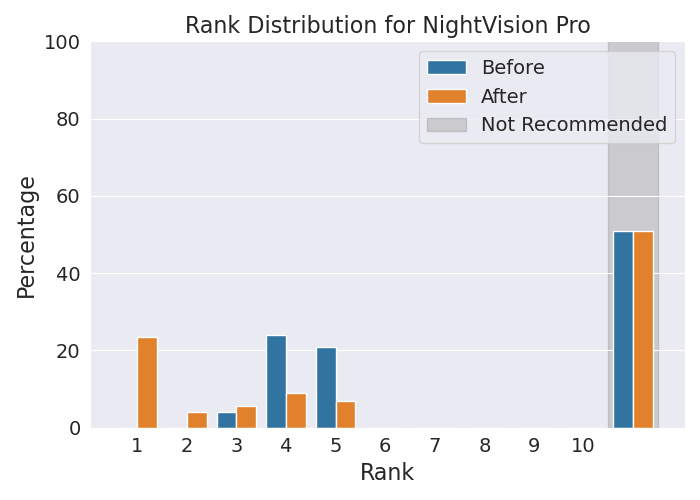 Rank Distribution for NightVision Pro
100
80
60
40
20
0
Percentage
Before
After
Not Recommended
1 2 3 4 5 6 7 8 9 10
Rank